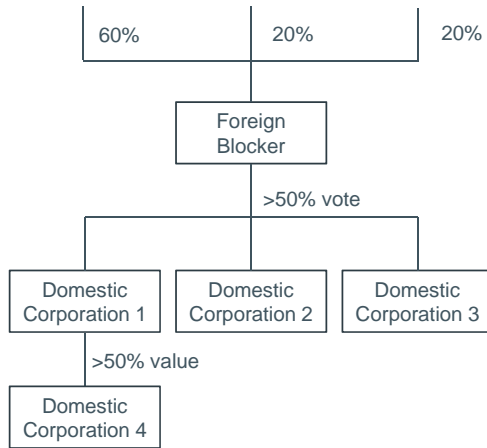 60%
20%
20%
Foreign
Blocker
>50% vote
Domestic
Corporation 1
Domestic
Corporation 2
Domestic
Corporation 3
>50% value
Domestic
Corporation 4